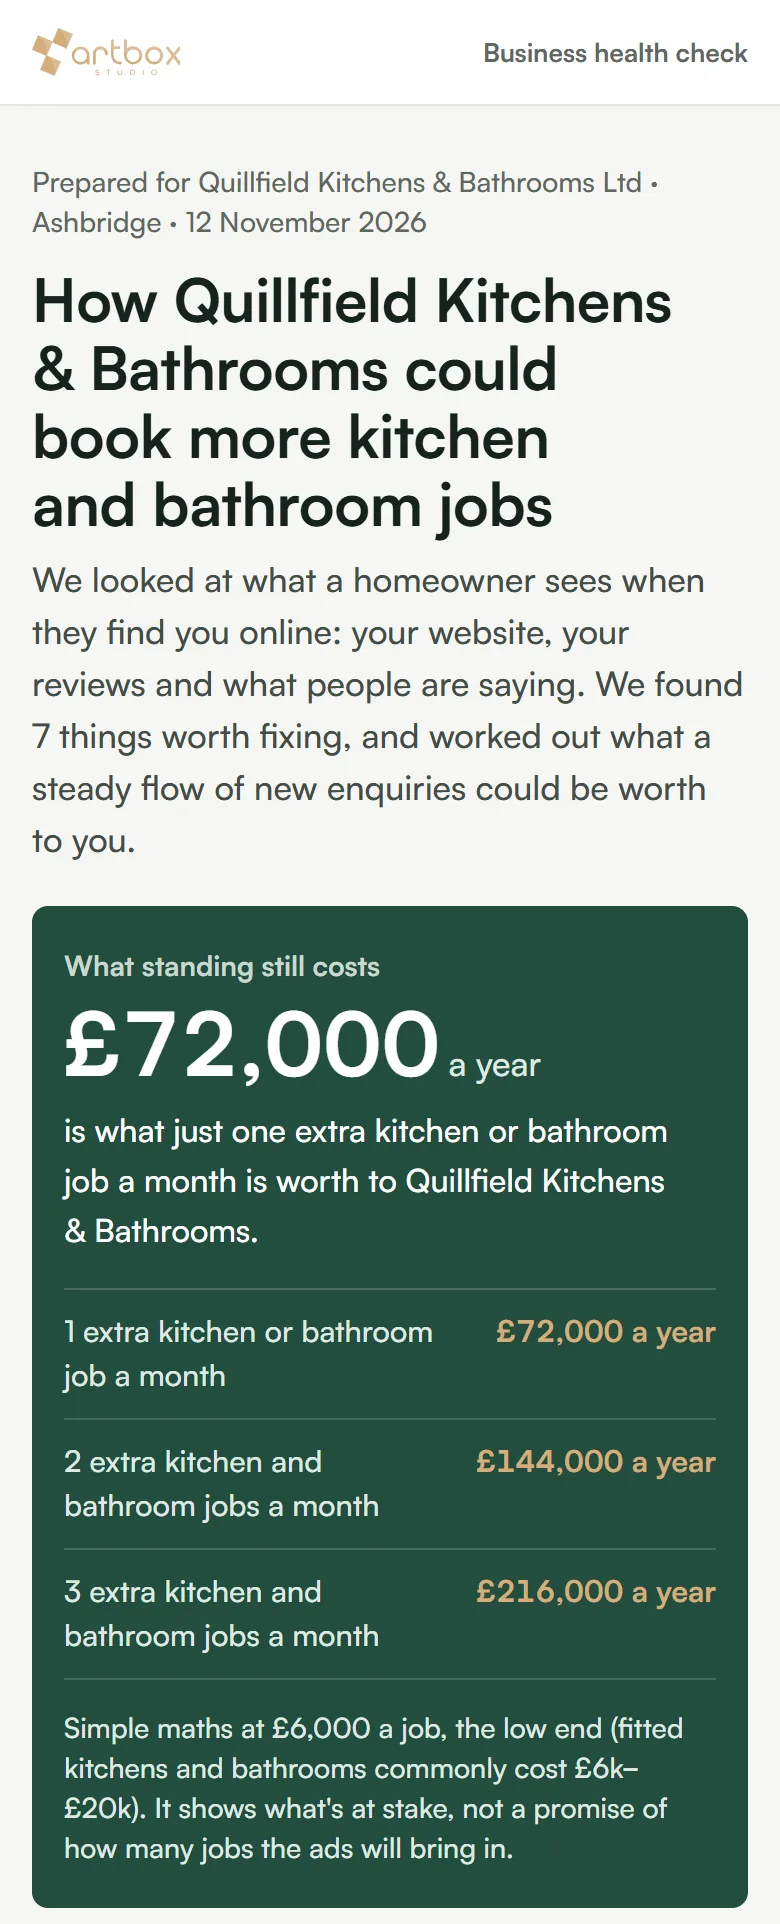 artbox
STUDIO
Business health check
Prepared for Quillfield Kitchens & Bathrooms Ltd ·
Ashbridge · 12 November 2026
How Quillfield Kitchens
& Bathrooms could
book more kitchen
and bathroom jobs
We looked at what a homeowner sees when
they find you online: your website, your
reviews and what people are saying. We found
7 things worth fixing, and worked out what a
steady flow of new enquiries could be worth
to you.
What standing still costs
£72,000 a year
is what just one extra kitchen or bathroom
job a month is worth to Quillfield Kitchens
& Bathrooms.
1 extra kitchen or bathroom £72,000 a year
job a month
2 extra kitchen and £144,000 a year
bathroom jobs a month
3 extra kitchen and £216,000 a year
bathroom jobs a month
Simple maths at £6,000 a job, the low end (fitted
kitchens and bathrooms commonly cost £6k–
£20k). It shows what's at stake, not a promise of
how many jobs the ads will bring in.